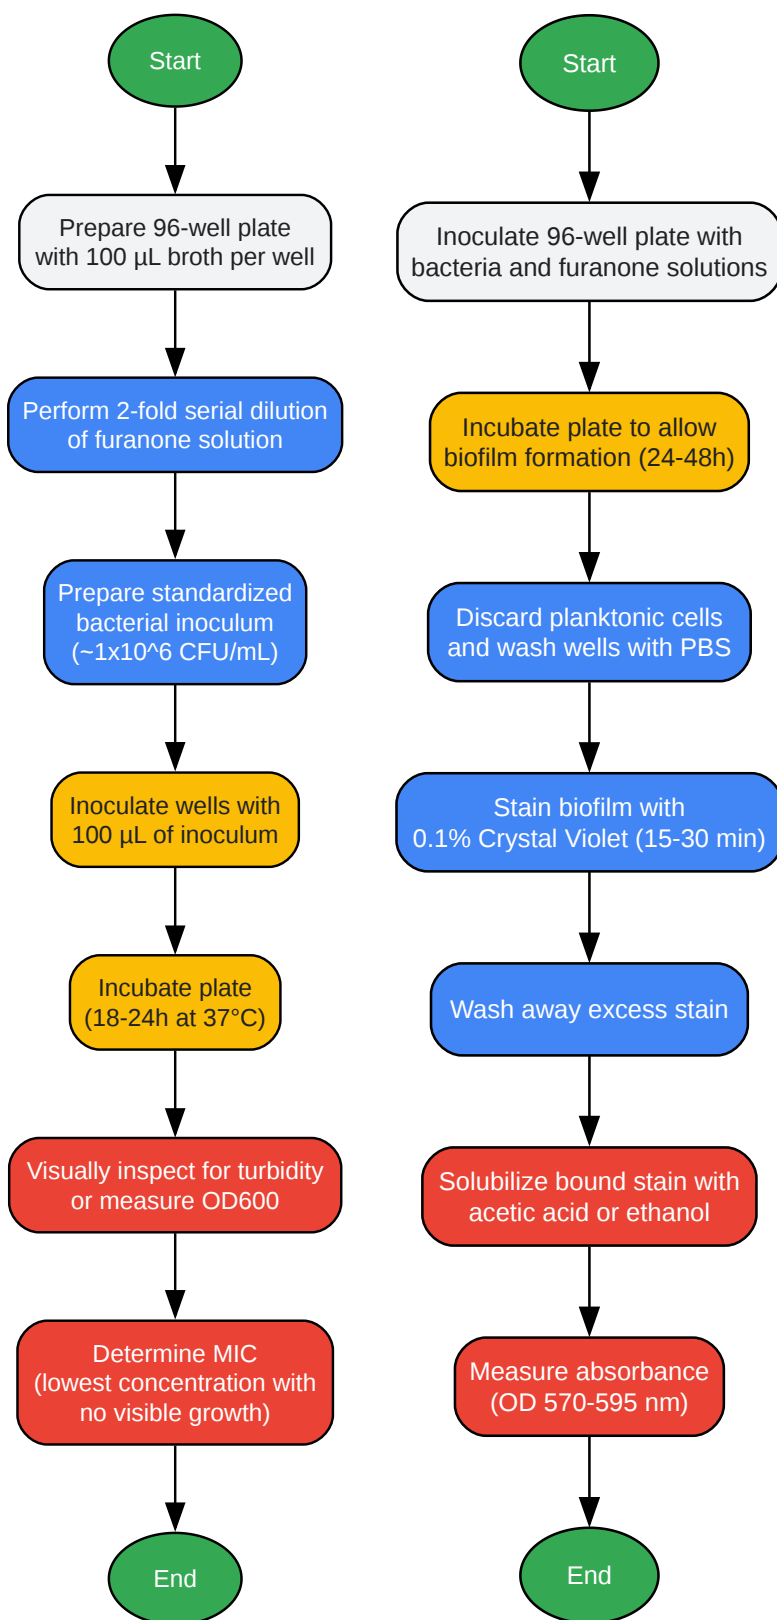 Start
Prepare 96-well plate
with 100 µL broth per well
Perform 2-fold serial dilution
of furanone solution
Prepare standardized
bacterial inoculum
(~1x10^6 CFU/mL)
Inoculate wells with
100 µL of inoculum
Incubate plate
(18-24h at 37°C)
Visually inspect for turbidity
or measure OD600
Determine MIC
(lowest concentration with
no visible growth)
End
Start
Inoculate 96-well plate with
bacteria and furanone solutions
Incubate plate to allow
biofilm formation (24-48h)
Discard planktonic cells
and wash wells with PBS
Stain biofilm with
0.1% Crystal Violet (15-30 min)
Wash away excess stain
Solubilize bound stain with
acetic acid or ethanol
Measure absorbance
(OD 570-595 nm)
End